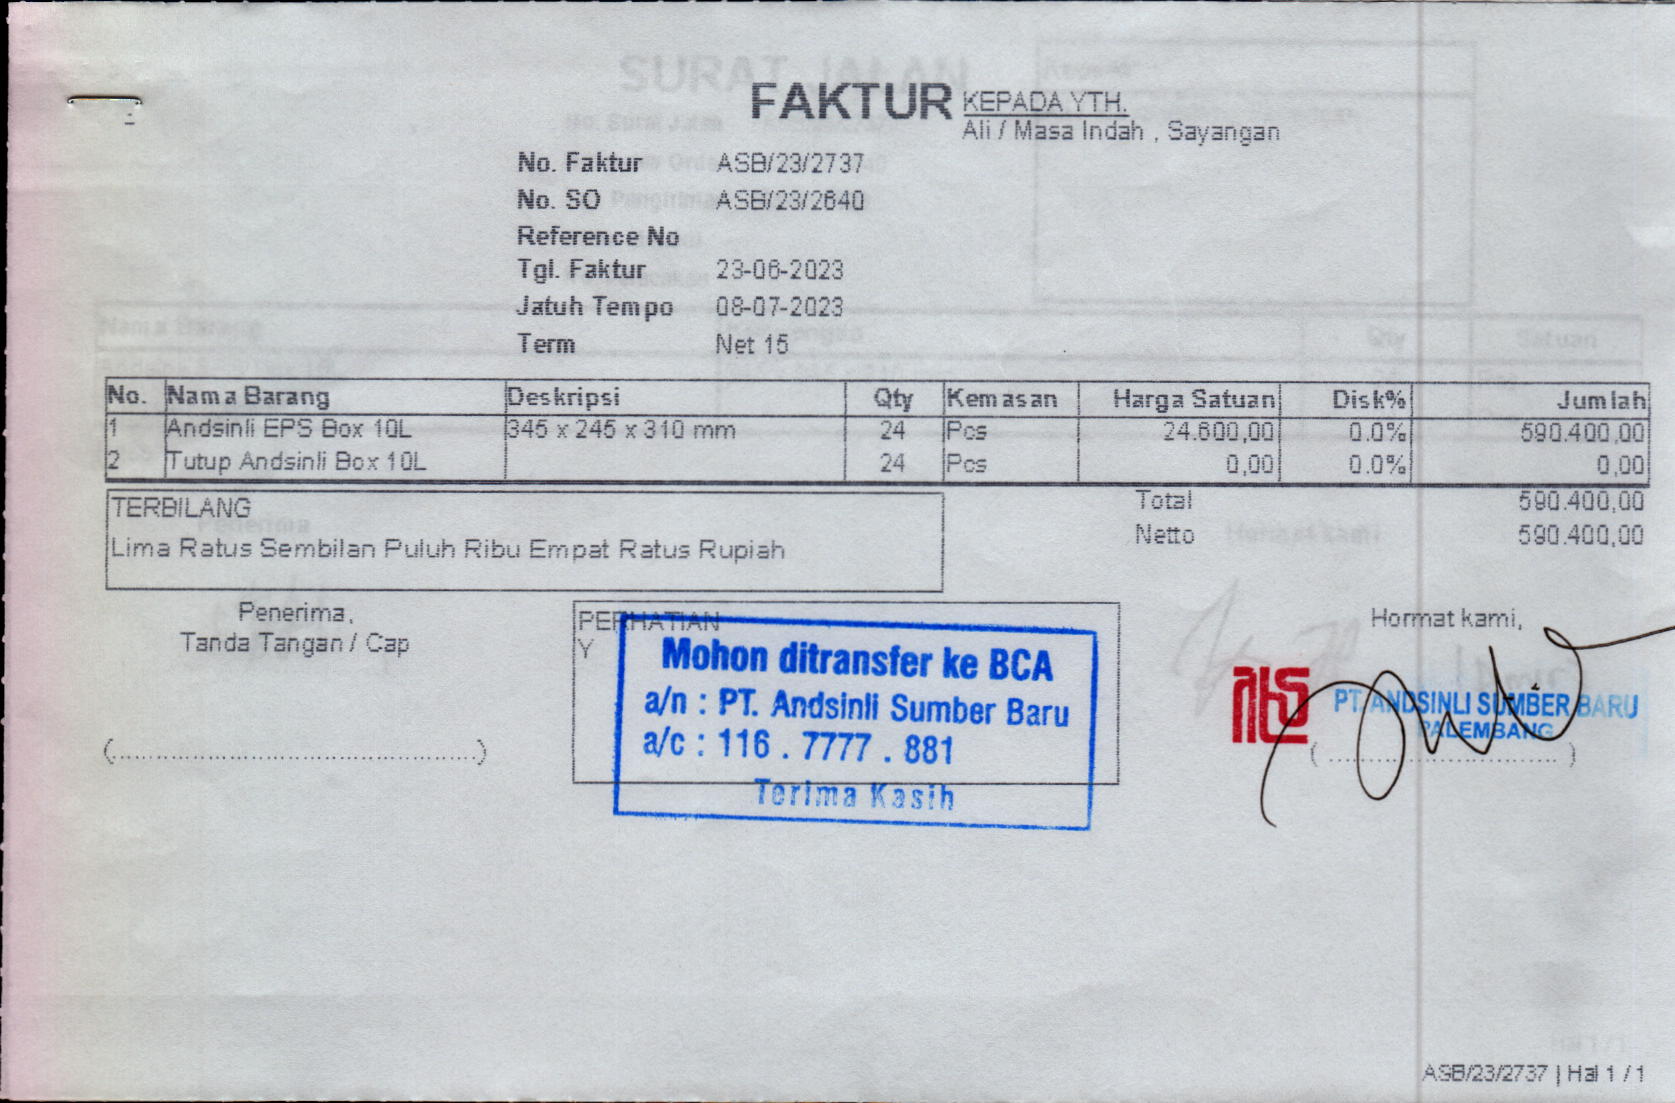 FAKTUR
KEPADA YTH.
Ali / Masa Indah , Sayangan
No. Faktur ASB/23/2737
No. SO ASB/23/2640
Reference No
Tgl. Faktur 23-06-2023
Jatuh Tempo 08-07-2023
Term Net 15
No. Nama Barang Deskripsi Qty Kemasan Harga Satuan Disk% Jumlah
1 Andsinli EPS Box 10L 345 x 245 x 310 mm 24 Pcs 24.600,00 0.0% 590.400,00
2 Tutup Andsinli Box 10L 24 Pcs 0,00 0.0% 0,00
TERBILANG
Lima Ratus Sembilan Puluh Ribu Empat Ratus Rupiah
Total 590.400,00
Netto 590.400,00
Penerima,
Tanda Tangan / Cap
(..........................................)
PERHATIAN
Y
Mohon ditransfer ke BCA
a/n : PT. Andsinli Sumber Baru
a/c : 116 . 7777 . 881
Terima Kasih
Hormat kami,
PT. ANDSINLI SUMBER BARU
PALEMBANG
(..........................)
ASB/23/2737 | Hal 1 / 1